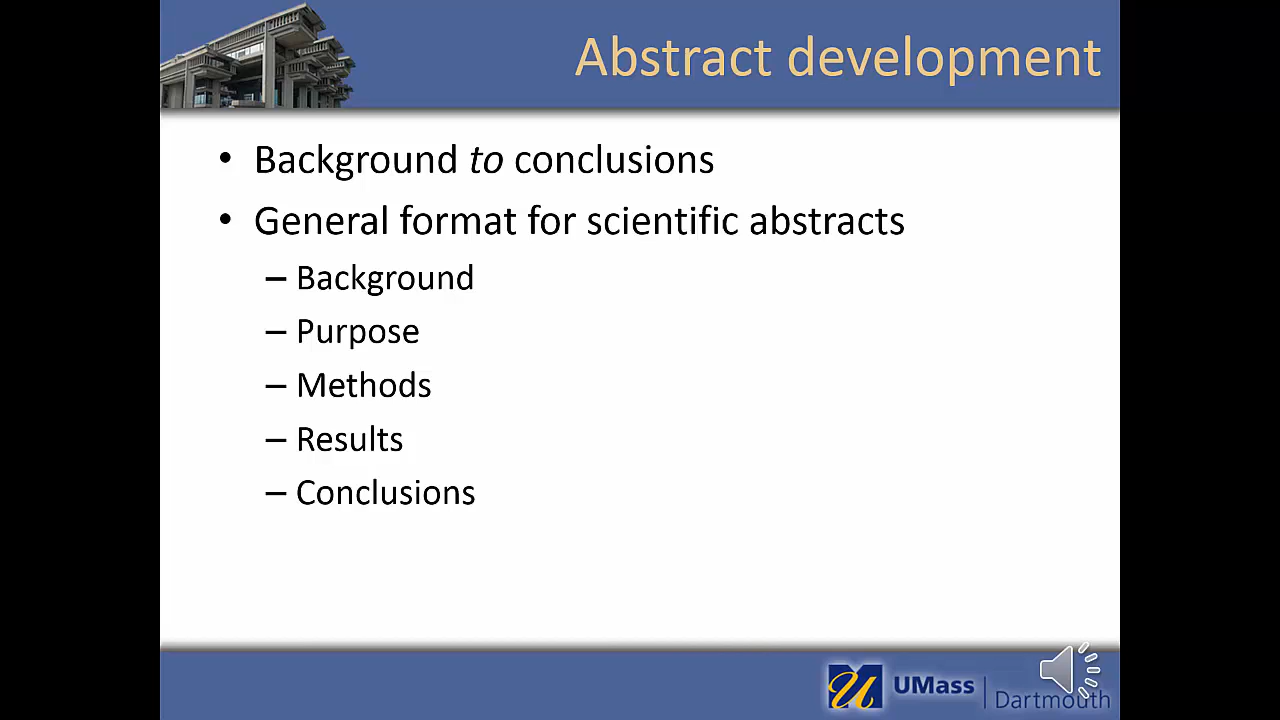 Abstract development
• Background to conclusions
• General format for scientific abstracts
– Background
– Purpose
– Methods
– Results
– Conclusions
UMass | Dartmouth